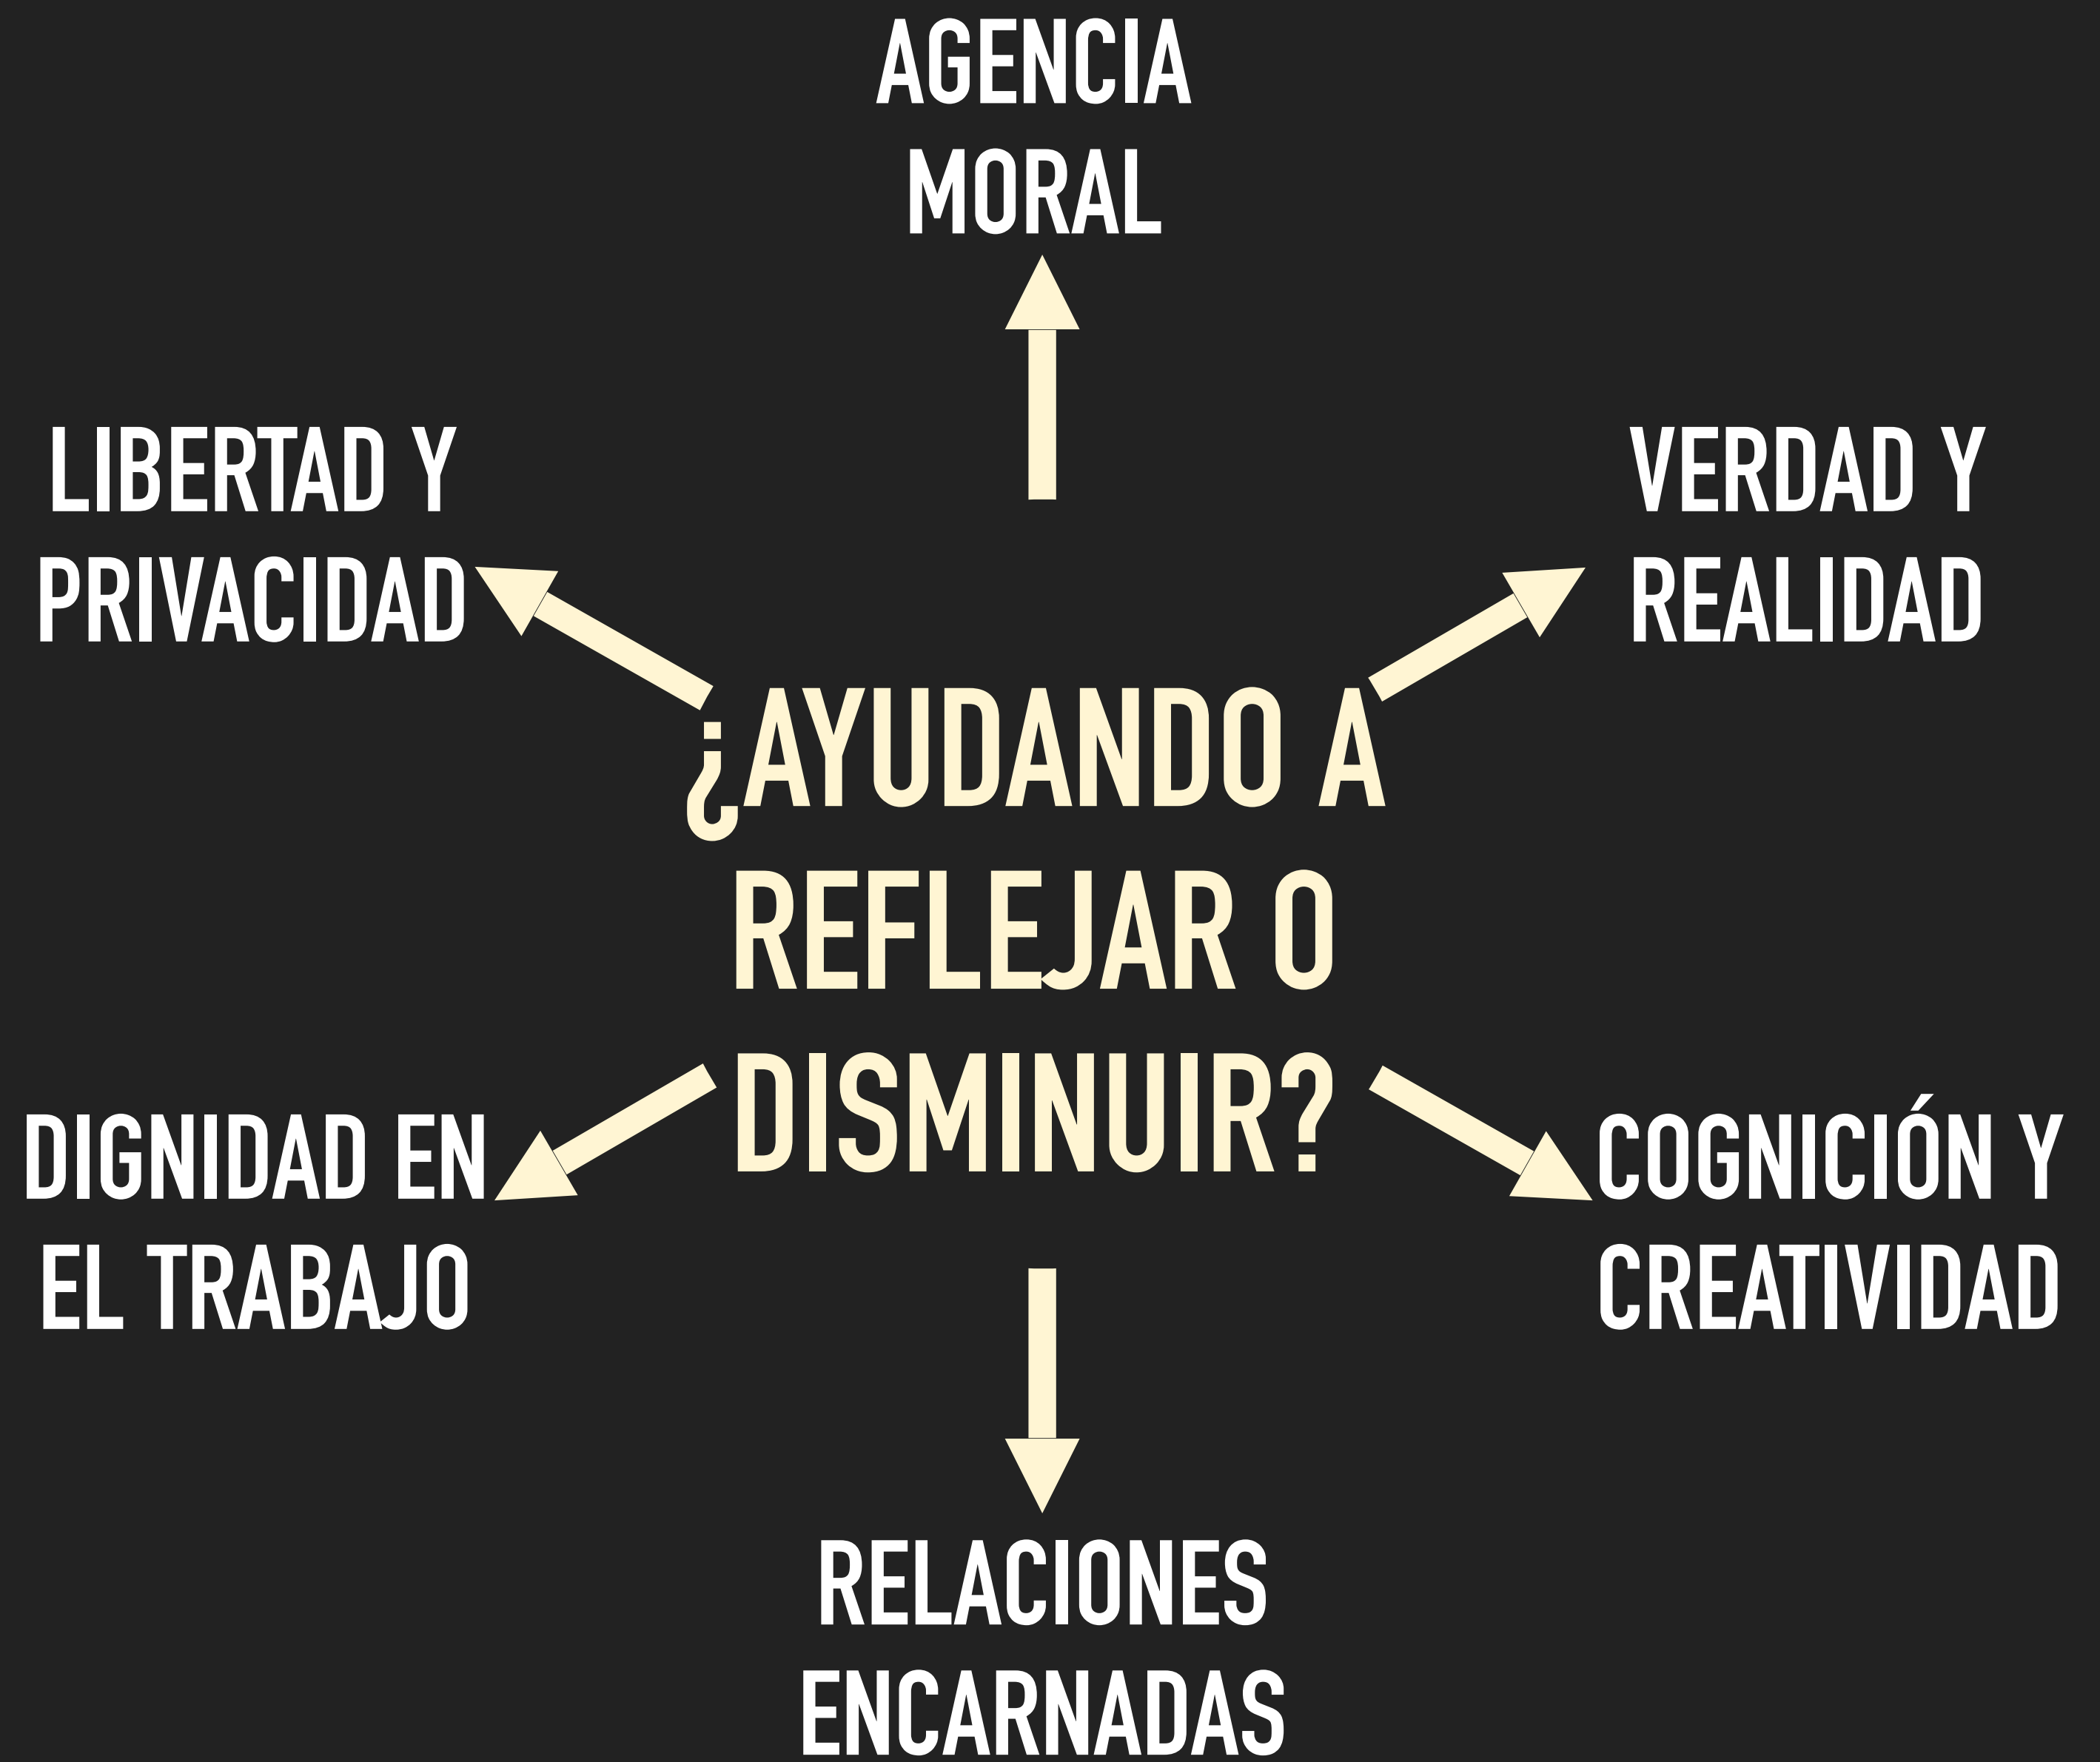 AGENCIA
MORAL
LIBERTAD Y
PRIVACIDAD
VERDAD Y
REALIDAD
¿AYUDANDO A
REFLEJAR O
DISMINUIR?
DIGNIDAD EN
EL TRABAJO
COGNICIÓN Y
CREATIVIDAD
RELACIONES
ENCARNADAS